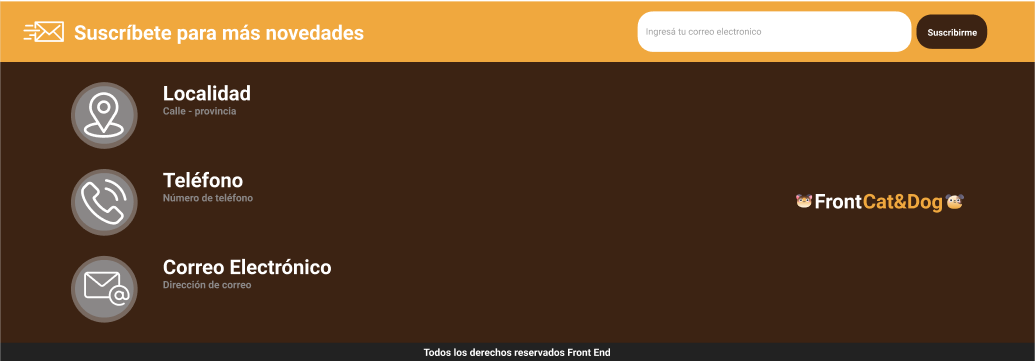 Suscríbete para más novedades
Ingresá tu correo electronico
Suscribirme
Localidad
Calle - provincia
Teléfono
Número de teléfono
FrontCat&Dog
Correo Electrónico
Dirección de correo
Todos los derechos reservados Front End